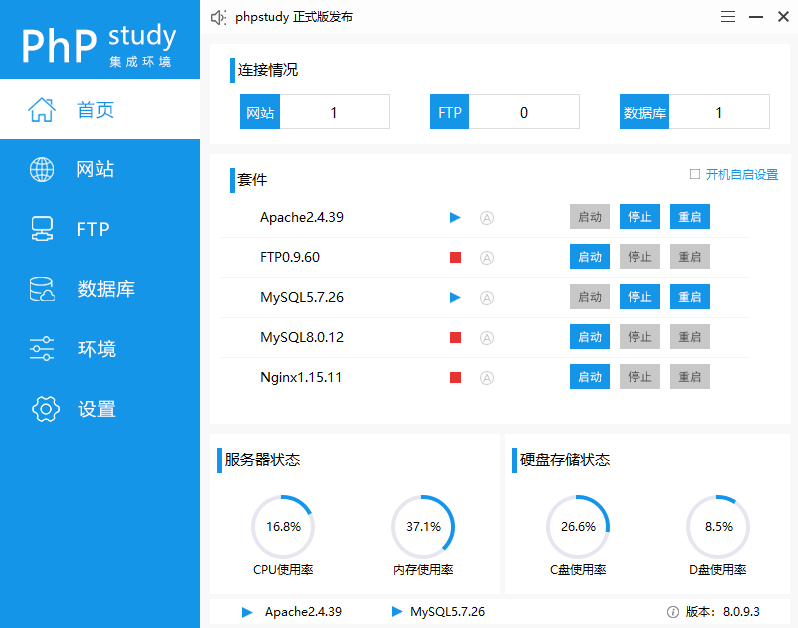 PhP study
集成环境
phpstudy 正式版发布
首页
网站
FTP
数据库
环境
设置
连接情况
网站 1 FTP 0 数据库 1
套件 开机自启设置
Apache2.4.39 A 启动 停止 重启
FTP0.9.60 A 启动 停止 重启
MySQL5.7.26 A 启动 停止 重启
MySQL8.0.12 A 启动 停止 重启
Nginx1.15.11 A 启动 停止 重启
服务器状态
16.8% 37.1%
CPU使用率 内存使用率
硬盘存储状态
26.6% 8.5%
C盘使用率 D盘使用率
Apache2.4.39 MySQL5.7.26 版本：8.0.9.3